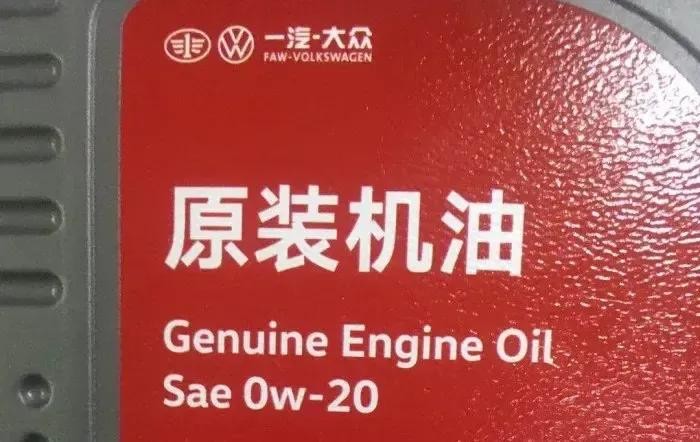 一汽-大众
FAW-VOLKSWAGEN
原装机油
Genuine Engine Oil
Sae 0w-20